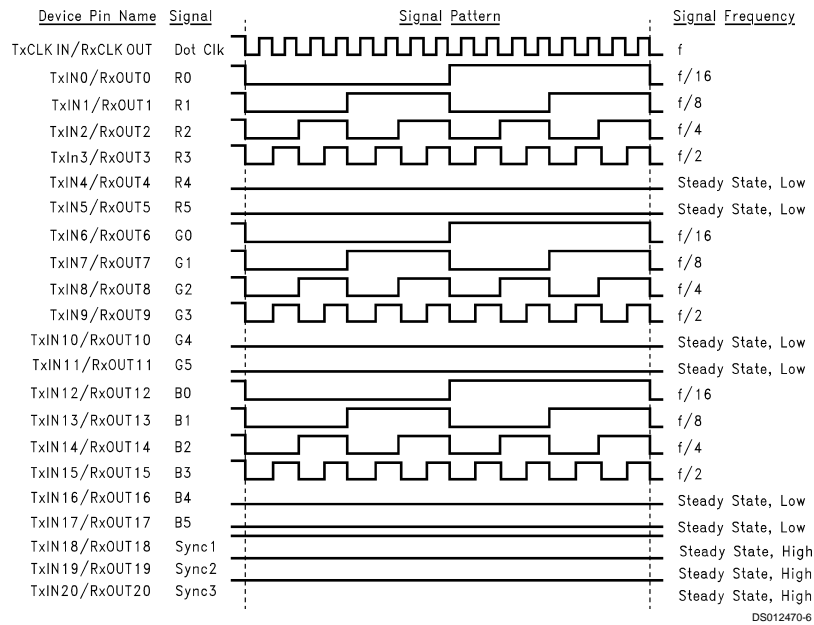 Device Pin Name Signal Signal Pattern Signal Frequency
TxCLK IN/RxCLK OUT Dot Clk f
TxIN0/RxOUT0 R0 f/16
TxIN1/RxOUT1 R1 f/8
TxIN2/RxOUT2 R2 f/4
TxIn3/RxOUT3 R3 f/2
TxIN4/RxOUT4 R4 Steady State, Low
TxIN5/RxOUT5 R5 Steady State, Low
TxIN6/RxOUT6 G0 f/16
TxIN7/RxOUT7 G1 f/8
TxIN8/RxOUT8 G2 f/4
TxIN9/RxOUT9 G3 f/2
TxIN10/RxOUT10 G4 Steady State, Low
TxIN11/RxOUT11 G5 Steady State, Low
TxIN12/RxOUT12 B0 f/16
TxIN13/RxOUT13 B1 f/8
TxIN14/RxOUT14 B2 f/4
TxIN15/RxOUT15 B3 f/2
TxIN16/RxOUT16 B4 Steady State, Low
TxIN17/RxOUT17 B5 Steady State, Low
TxIN18/RxOUT18 Sync1 Steady State, High
TxIN19/RxOUT19 Sync2 Steady State, High
TxIN20/RxOUT20 Sync3 Steady State, High
DS012470-6